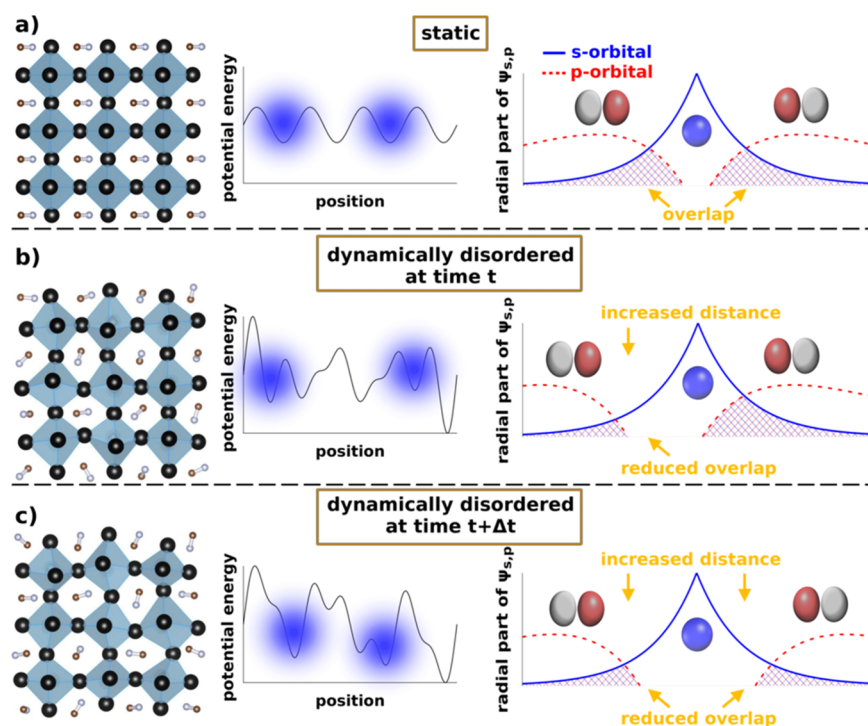 a)
static
potential energy
position
radial part of Ψs,p
s-orbital
p-orbital
overlap
b)
dynamically disordered
at time t
potential energy
position
radial part of Ψs,p
increased distance
reduced overlap
c)
dynamically disordered
at time t+Δt
potential energy
position
radial part of Ψs,p
increased distance
reduced overlap